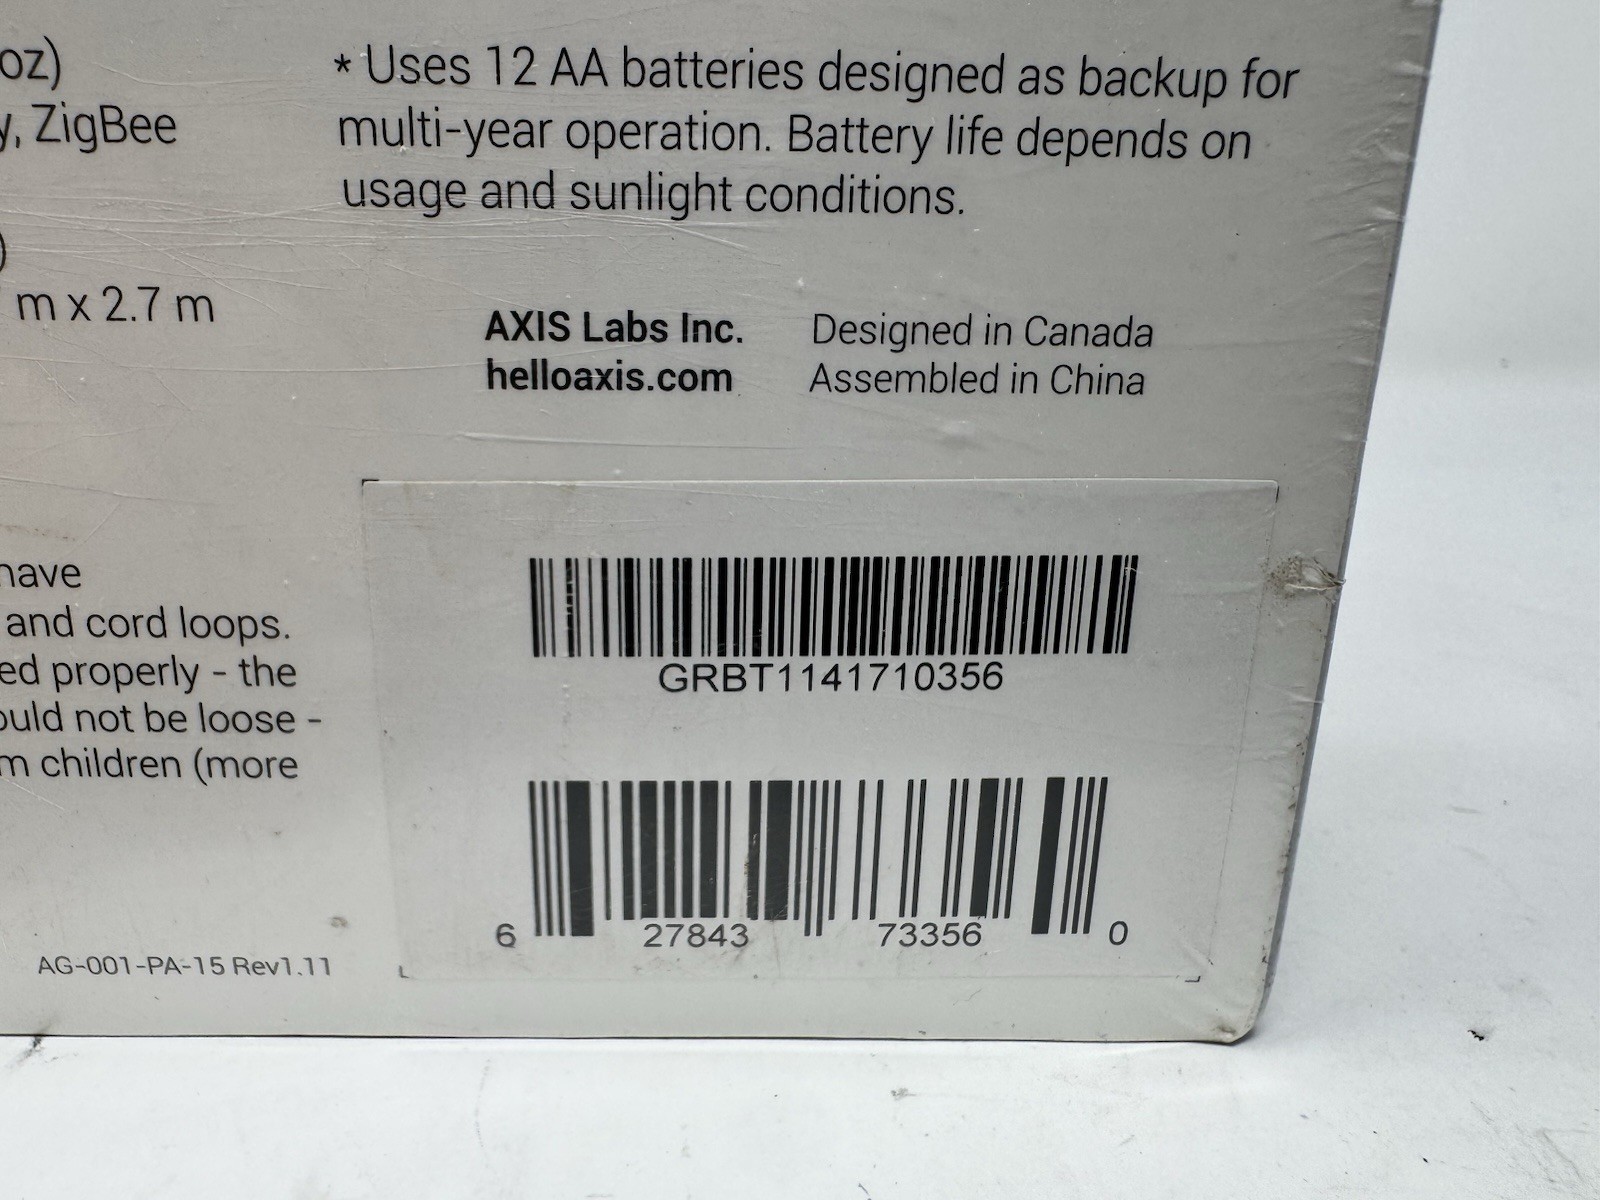 oz)
y, ZigBee
)
m x 2.7 m
have
and cord loops.
ed properly - the
ould not be loose -
m children (more
AG-001-PA-15 Rev1.11
* Uses 12 AA batteries designed as backup for
multi-year operation. Battery life depends on
usage and sunlight conditions.
AXIS Labs Inc.
helloaxis.com
Designed in Canada
Assembled in China
GRBT1141710356
6 27843 73356 0